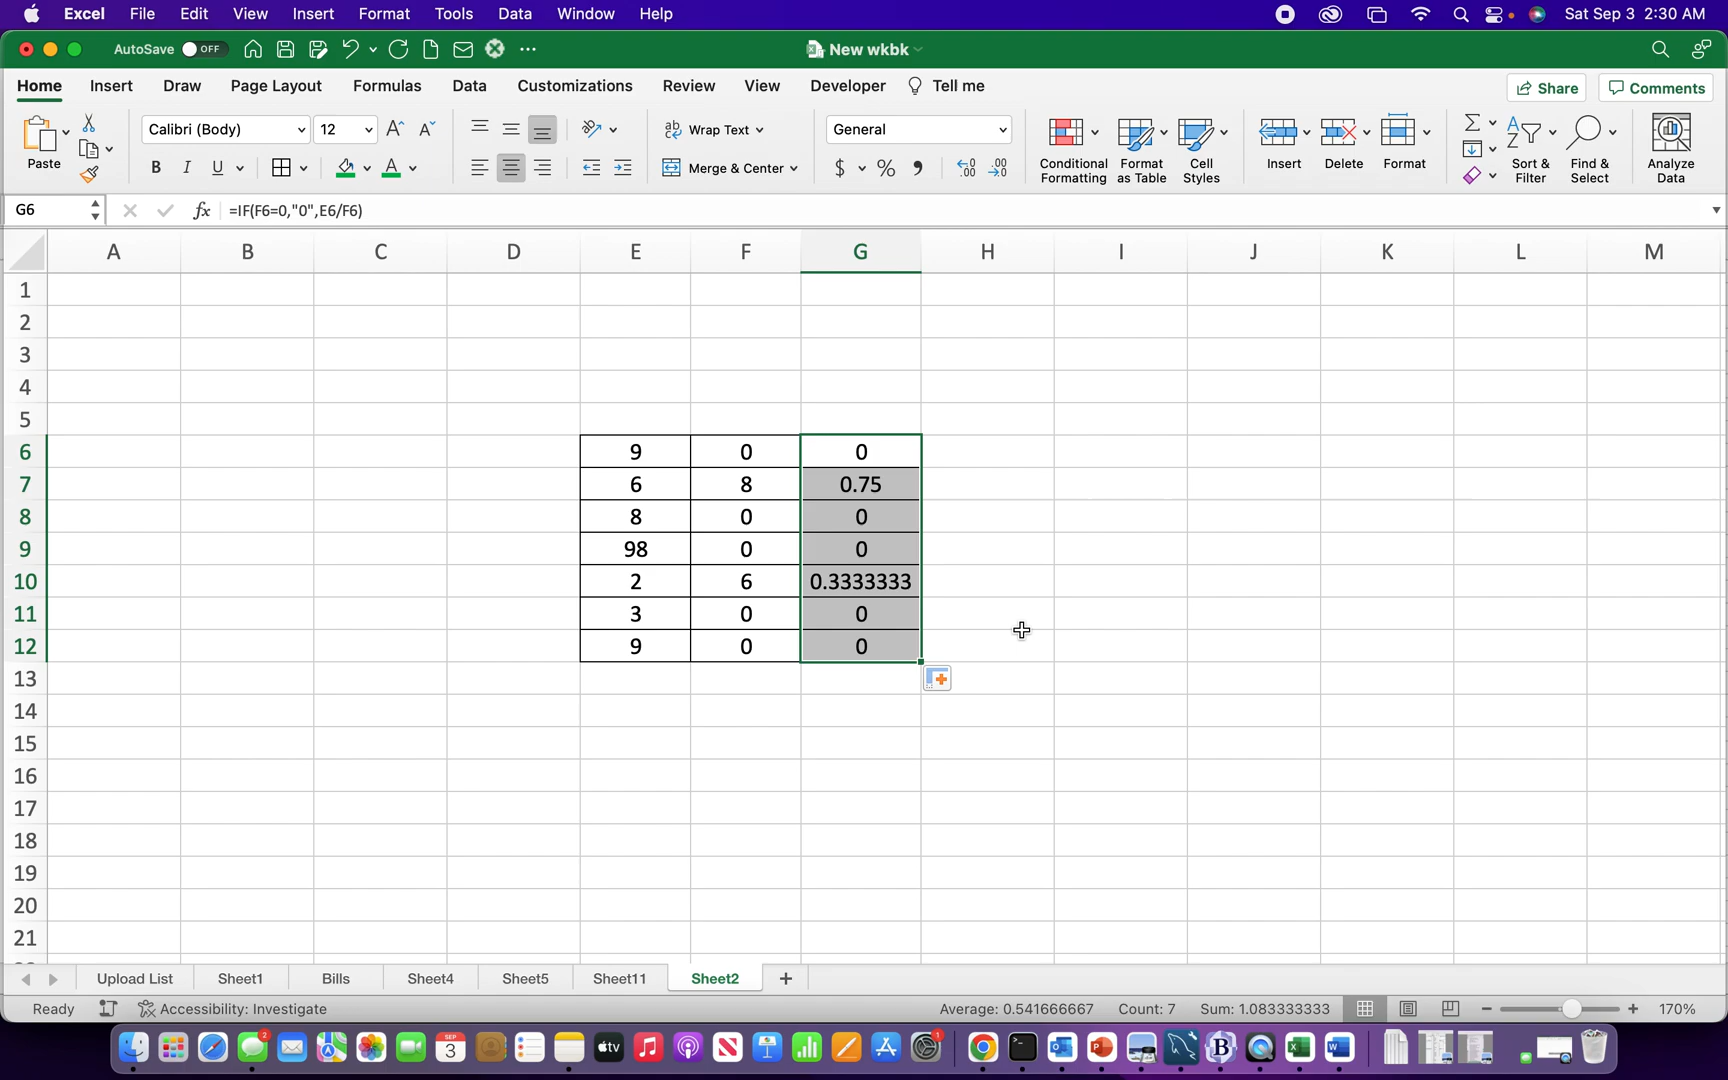 Excel File Edit View Insert Format Tools Data Window Help Sat Sep 3 2:30 AM
AutoSave OFF New wkbk
Home Insert Draw Page Layout Formulas Data Customizations Review View Developer Tell me Share Comments
Paste Calibri (Body) 12 Wrap Text General Conditional Formatting Format as Table Cell Styles Insert Delete Format Sort & Filter Find & Select Analyze Data
B I U A Merge & Center $ %
G6 fx =IF(F6=0,"0",E6/F6)
A B C D E F G H I J K L M
1
2
3
4
5
6 9 0 0
7 6 8 0.75
8 8 0 0
9 98 0 0
10 2 6 0.3333333
11 3 0 0
12 9 0 0
13
14
15
16
17
18
19
20
21
Upload List Sheet1 Bills Sheet4 Sheet5 Sheet11 Sheet2 +
Ready Accessibility: Investigate Average: 0.541666667 Count: 7 Sum: 1.083333333 170%
2 SEP 3 tv 1